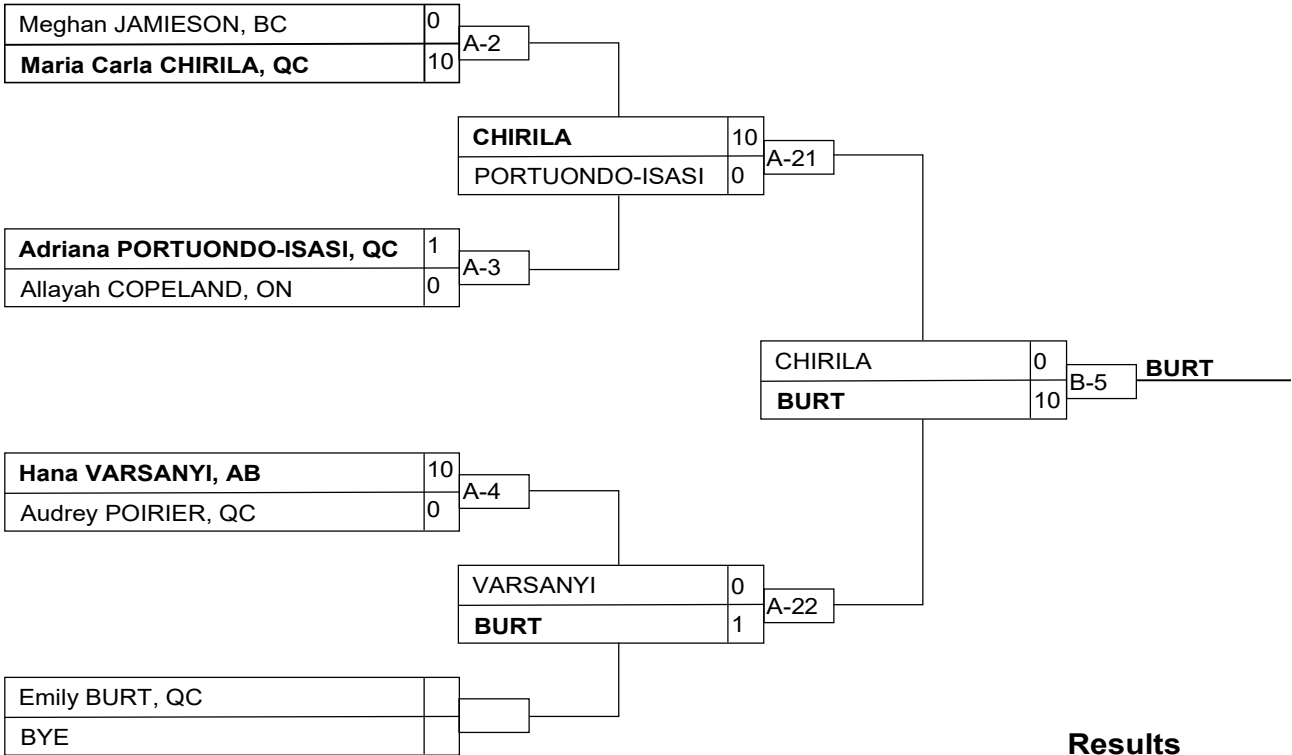 Meghan JAMIESON, BC 0
A-2
Maria Carla CHIRILA, QC 10
CHIRILA 10
A-21
PORTUONDO-ISASI 0
Adriana PORTUONDO-ISASI, QC 1
A-3
Allayah COPELAND, ON 0
CHIRILA 0
B-5 BURT
BURT 10
Hana VARSANYI, AB 10
A-4
Audrey POIRIER, QC 0
VARSANYI 0
A-22
BURT 1
Emily BURT, QC
BYE
Results